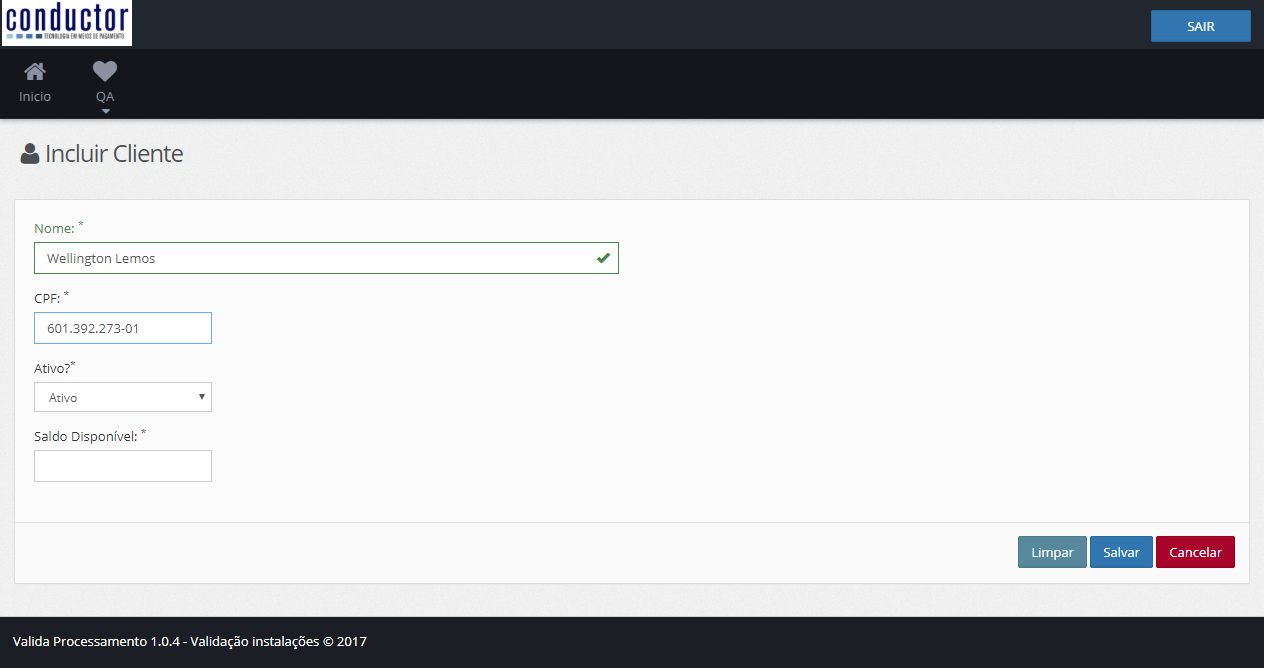 conductor
TECNOLOGIA EM MEIOS DE PAGAMENTO
SAIR
Inicio
QA
Incluir Cliente
Nome: *
Wellington Lemos
CPF: *
601.392.273-01
Ativo?*
Ativo
Saldo Disponível: *
Limpar
Salvar
Cancelar
Valida Processamento 1.0.4 - Validação instalações © 2017